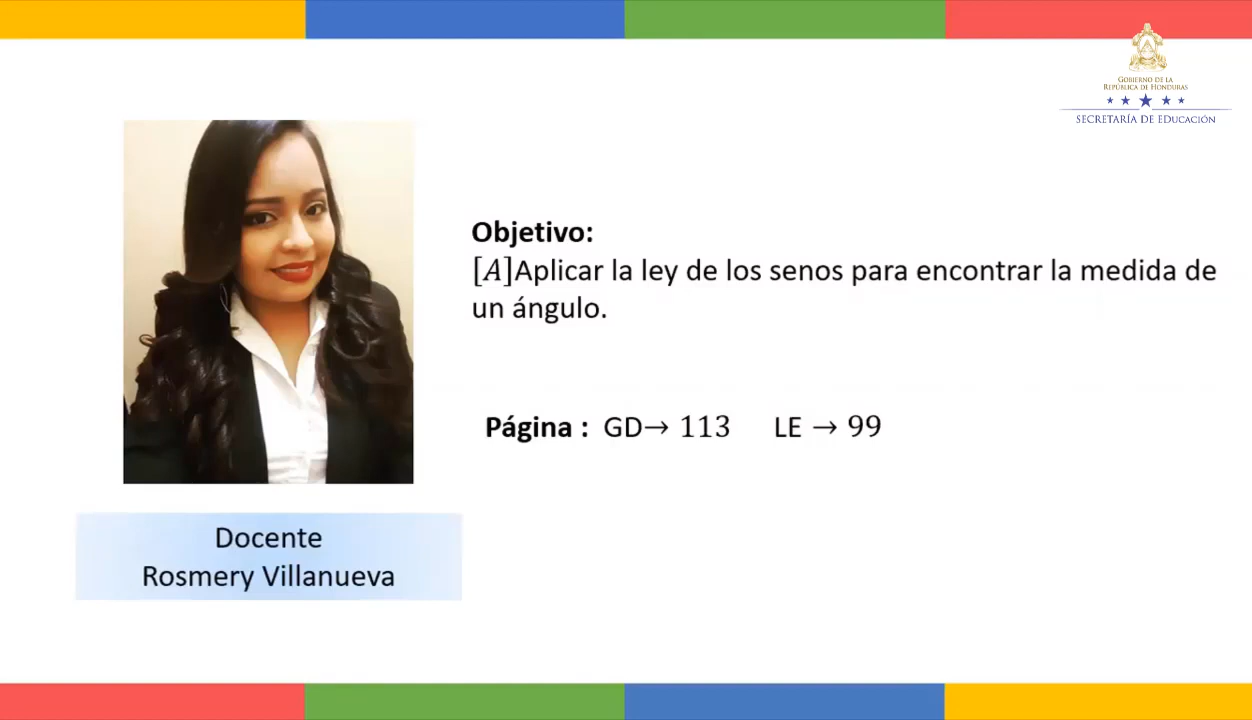 GOBIERNO DE LA
REPÚBLICA DE HONDURAS
SECRETARÍA DE EDUCACIÓN
Objetivo:
[A]Aplicar la ley de los senos para encontrar la medida de
un ángulo.
Página : GD→ 113 LE → 99
Docente
Rosmery Villanueva